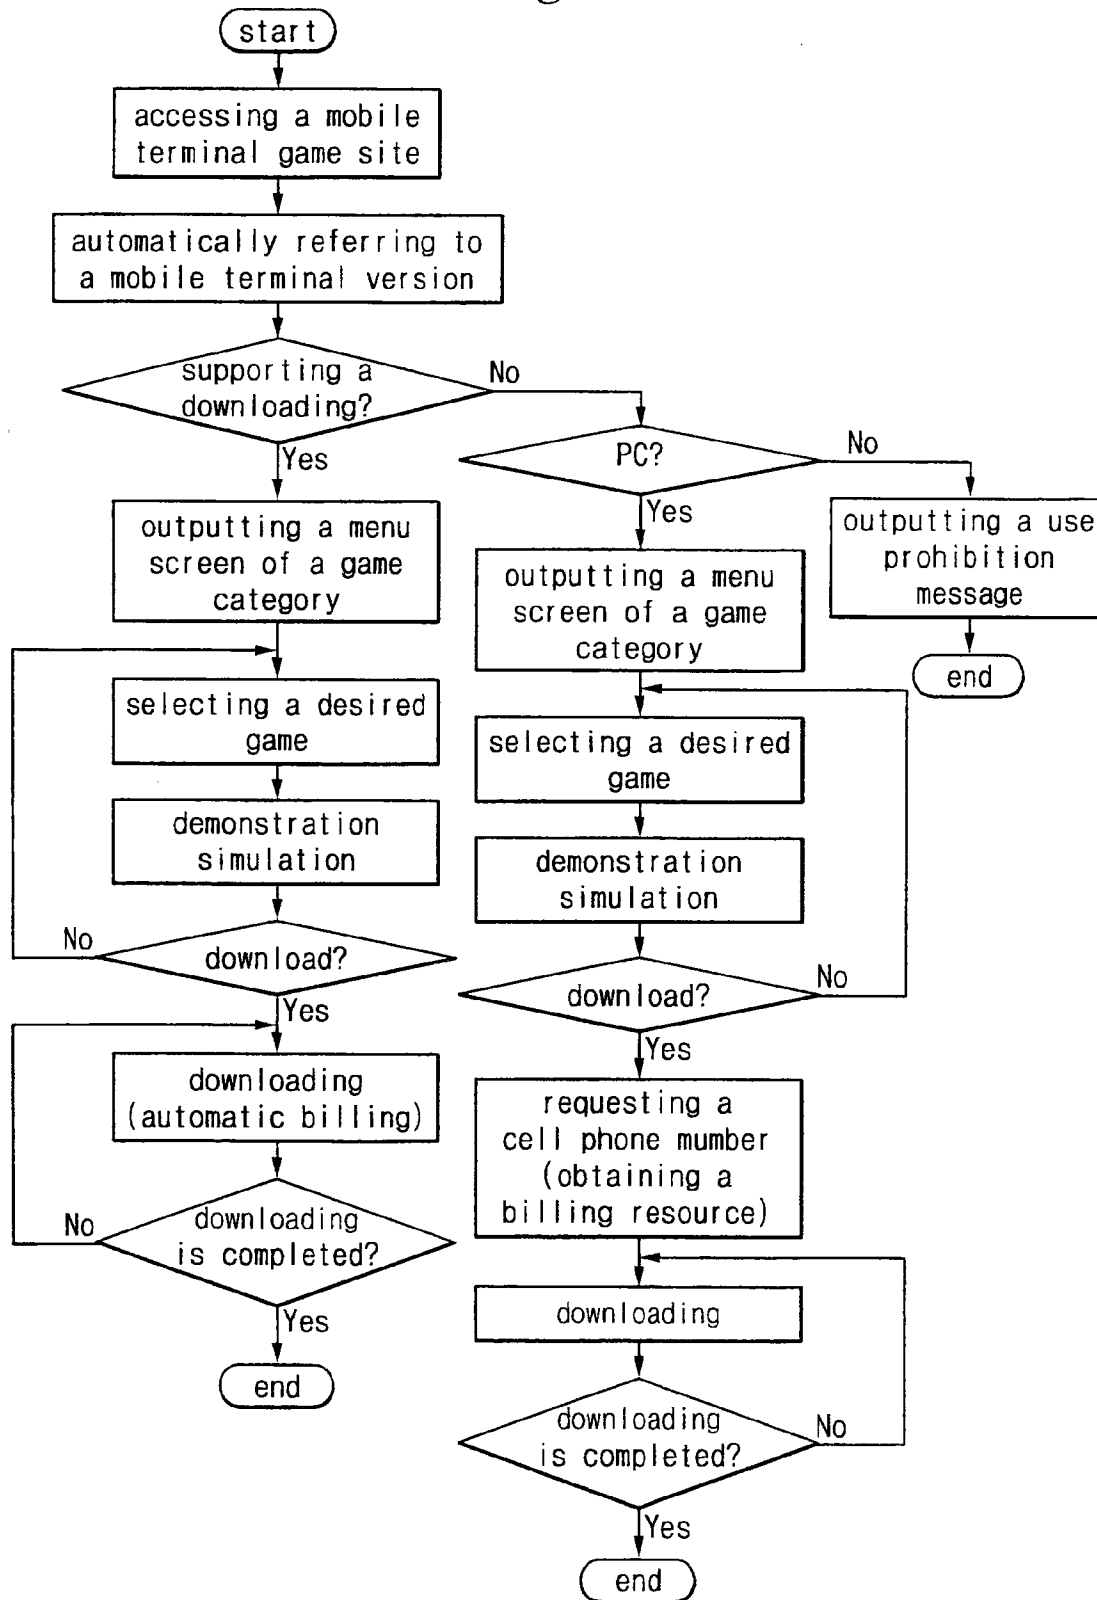 start
accessing a mobile
terminal game site
automatically referring to
a mobile terminal version
supporting a
downloading?
No
Yes
PC?
No
Yes
outputting a menu
screen of a game
category
outputting a use
prohibition
message
end
outputting a menu
screen of a game
category
selecting a desired
game
selecting a desired
game
demonstration
simulation
demonstration
simulation
No
download?
Yes
download?
No
Yes
downloading
(automatic billing)
requesting a
cell phone mumber
(obtaining a
billing resource)
No
downloading
is completed?
Yes
end
downloading
downloading
is completed?
No
Yes
end